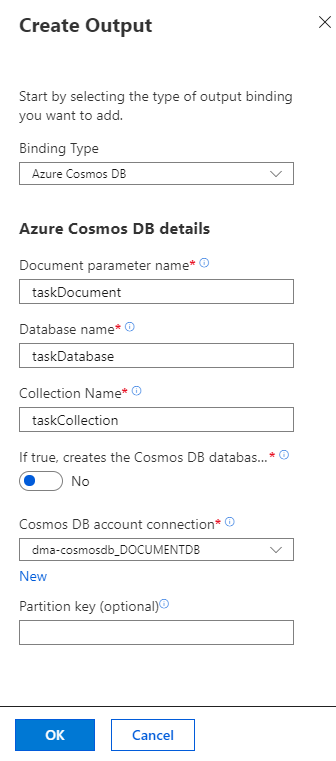 Create Output
Start by selecting the type of output binding
you want to add.
Binding Type
Azure Cosmos DB
Azure Cosmos DB details
Document parameter name*
taskDocument
Database name*
taskDatabase
Collection Name*
taskCollection
If true, creates the Cosmos DB databas...*
No
Cosmos DB account connection*
dma-cosmosdb_DOCUMENTDB
New
Partition key (optional)
OK
Cancel